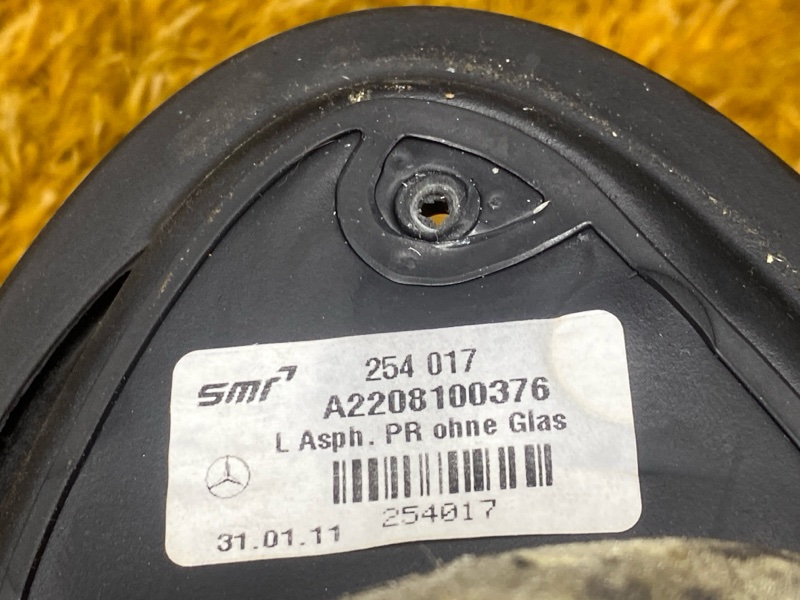 smr 254 017
A2208100376
L Asph. PR ohne Glas
254017
31.01.11